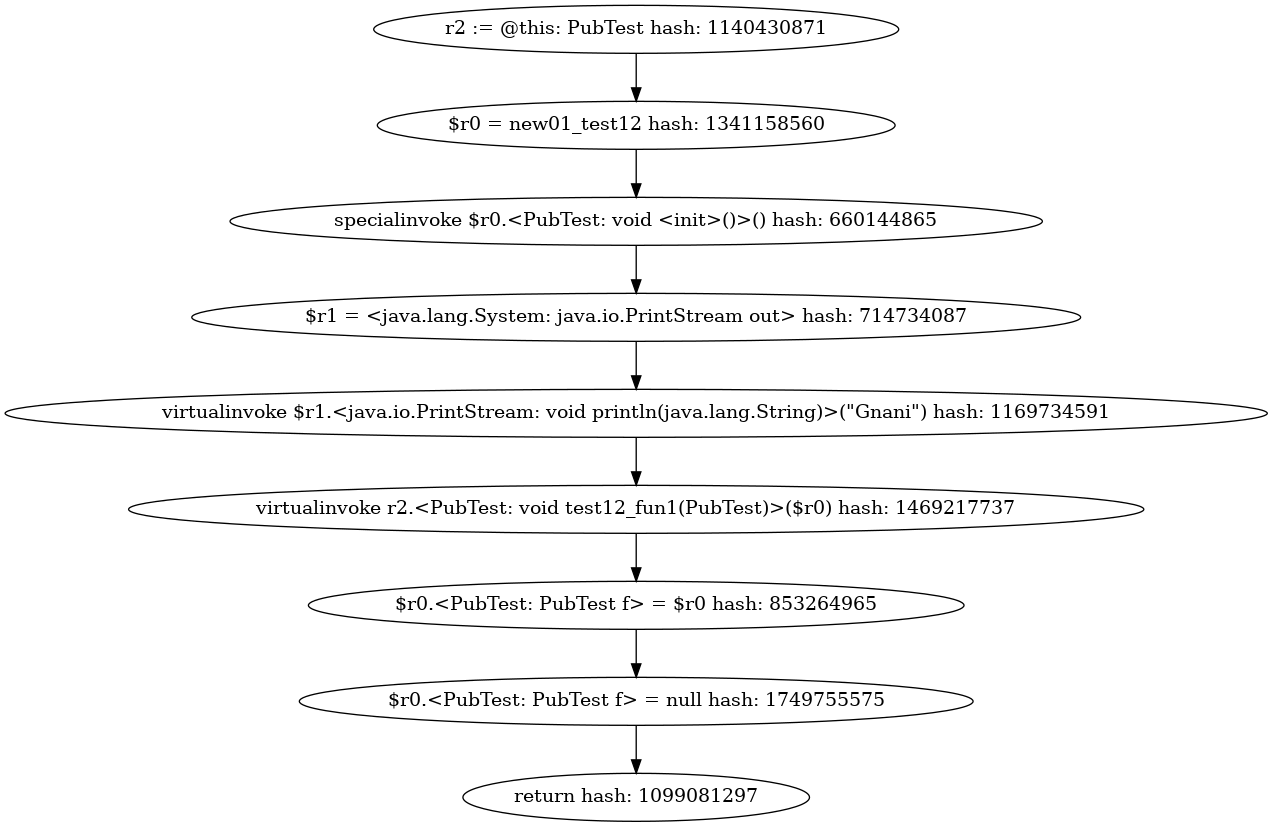 r2 := @this: PubTest hash: 1140430871
$r0 = new01_test12 hash: 1341158560
specialinvoke $r0.<PubTest: void <init>()>() hash: 660144865
$r1 = <java.lang.System: java.io.PrintStream out> hash: 714734087
virtualinvoke $r1.<java.io.PrintStream: void println(java.lang.String)>("Gnani") hash: 1169734591
virtualinvoke r2.<PubTest: void test12_fun1(PubTest)>($r0) hash: 1469217737
$r0.<PubTest: PubTest f> = $r0 hash: 853264965
$r0.<PubTest: PubTest f> = null hash: 1749755575
return hash: 1099081297